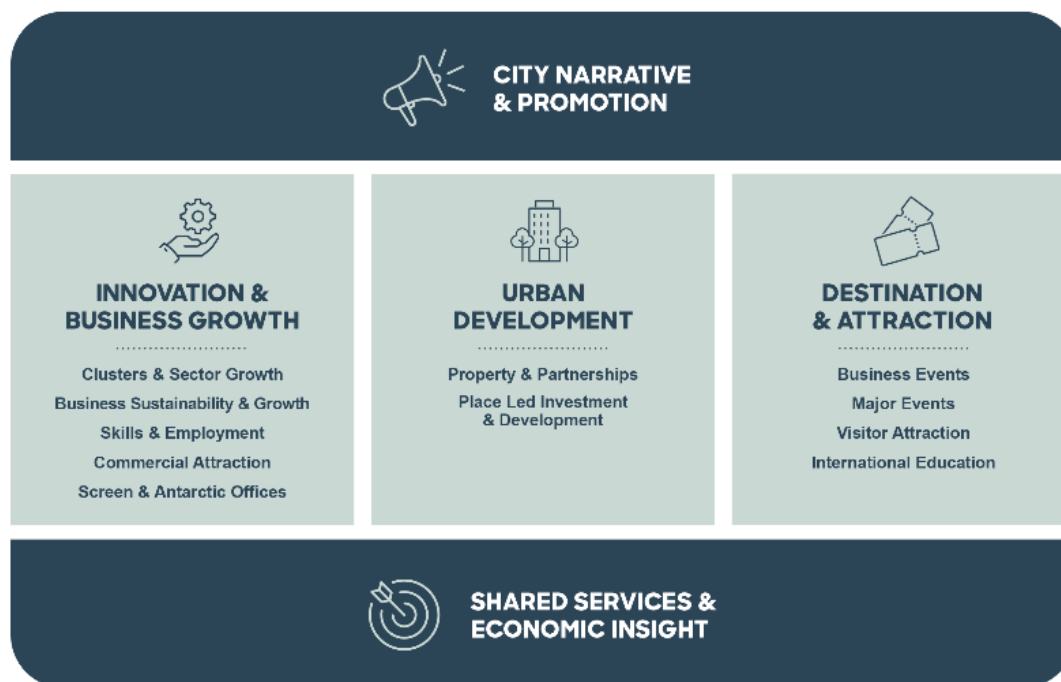 CITY NARRATIVE
& PROMOTION
INNOVATION &
BUSINESS GROWTH
Clusters & Sector Growth
Business Sustainability & Growth
Skills & Employment
Commercial Attraction
Screen & Antarctic Offices
URBAN
DEVELOPMENT
Property & Partnerships
Place Led Investment
& Development
DESTINATION
& ATTRACTION
Business Events
Major Events
Visitor Attraction
International Education
SHARED SERVICES &
ECONOMIC INSIGHT